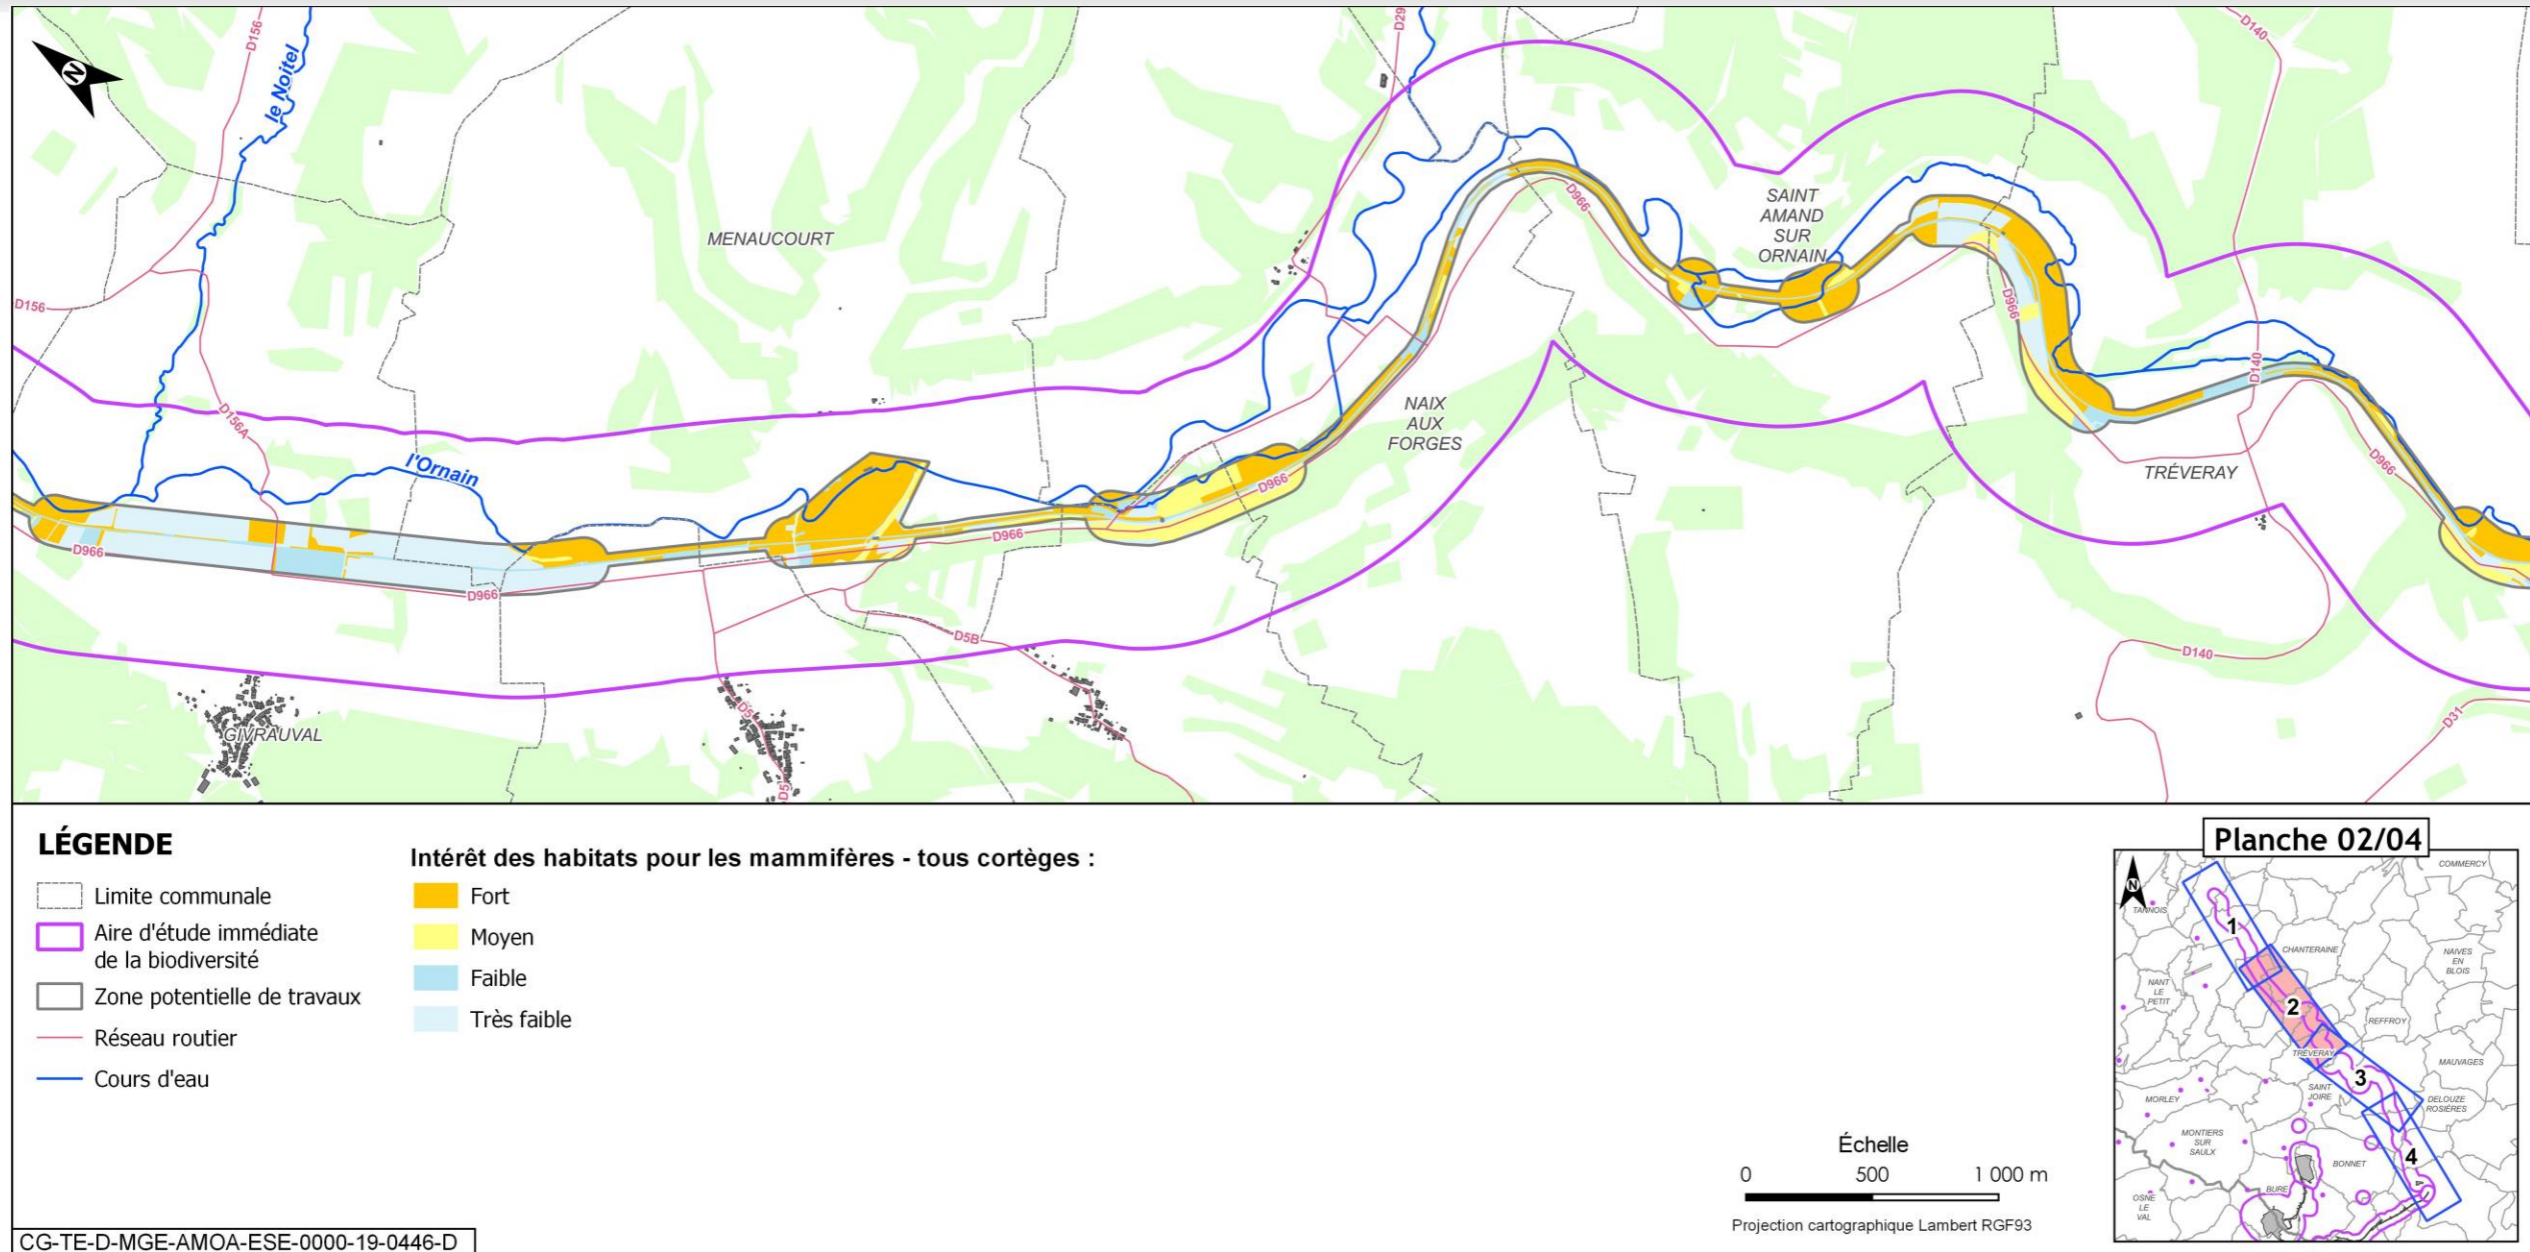 D156
le Noitel
D29
D140
N
MENAUCOURT
SAINT
AMAND
SUR
ORNAIN
D966
D156
D966
D156A
D140
NAIX
AUX
FORGES
l'Ornain
D966
TRÉVERAY
D966
D966
D966
D966
D5B
D140
GIVRAUVAL
D5
D31
D5
LÉGENDE
Limite communale
Aire d'étude immédiate
de la biodiversité
Zone potentielle de travaux
Réseau routier
Cours d'eau
Intérêt des habitats pour les mammifères - tous cortèges :
Fort
Moyen
Faible
Très faible
Échelle
0 500 1 000 m
Projection cartographique Lambert RGF93
Planche 02/04
COMMERCY
N
TANNOIS
1
CHANTERAINE
NAIVES
EN
BLOIS
NANT
LE
PETIT
2
REFFROY
TRÉVERAY
MAUVAGES
3
SAINT
JOIRE
MORLEY
DELOUZE
ROSIÈRES
MONTIERS
SUR
SAULX
4
BONNET
BURE
OSNE
LE
VAL
CG-TE-D-MGE-AMOA-ESE-0000-19-0446-D